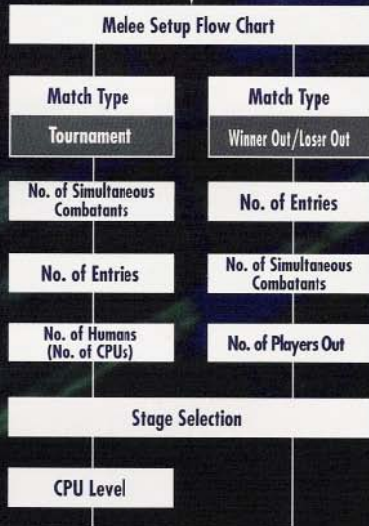 Melee Setup Flow Chart
Match Type
Tournament
No. of Simultaneous
Combatants
No. of Entries
No. of Humans
(No. of CPUs)
Match Type
Winner Out/Loser Out
No. of Entries
No. of Simultaneous
Combatants
No. of Players Out
Stage Selection
CPU Level